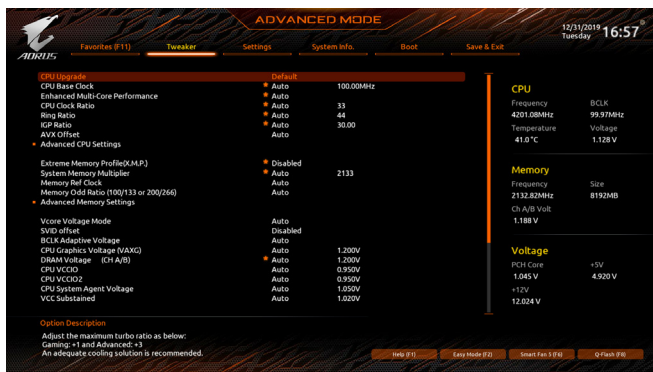 ADVANCED MODE
12/31/2019 16:57
Tuesday
AORUS
Favorites (F11) Tweaker Settings System Info. Boot Save & Exit
CPU Upgrade Default
CPU Base Clock Auto 100.00MHz
Enhanced Multi-Core Performance Auto
CPU Clock Ratio Auto 33
Ring Ratio Auto 44
IGP Ratio Auto 30.00
AVX Offset Auto
Advanced CPU Settings
Extreme Memory Profile(X.M.P.) Disabled
System Memory Multiplier Auto 2133
Memory Ref Clock Auto
Memory Odd Ratio (100/133 or 200/266) Auto
Advanced Memory Settings
Vcore Voltage Mode Auto
SVID offset Disabled
BCLK Adaptive Voltage Auto
CPU Graphics Voltage (VAXG) Auto 1.200V
DRAM Voltage (CH A/B) Auto 1.200V
CPU VCCIO Auto 0.950V
CPU VCCIO2 Auto 0.950V
CPU System Agent Voltage Auto 1.050V
VCC Substained Auto 1.020V
CPU
Frequency BCLK
4201.08MHz 99.97MHz
Temperature Voltage
41.0 °C 1.128 V
Memory
Frequency Size
2132.82MHz 8192MB
Ch A/B Volt
1.188 V
Voltage
PCH Core +5V
1.045 V 4.920 V
+12V
12.024 V
Option Description
Adjust the maximum turbo ratio as below:
Gaming: +1 and Advanced: +3
An adequate cooling solution is recommended.
Help (F1) Easy Mode (F2) Smart Fan 5 (F6) Q-Flash (F8)